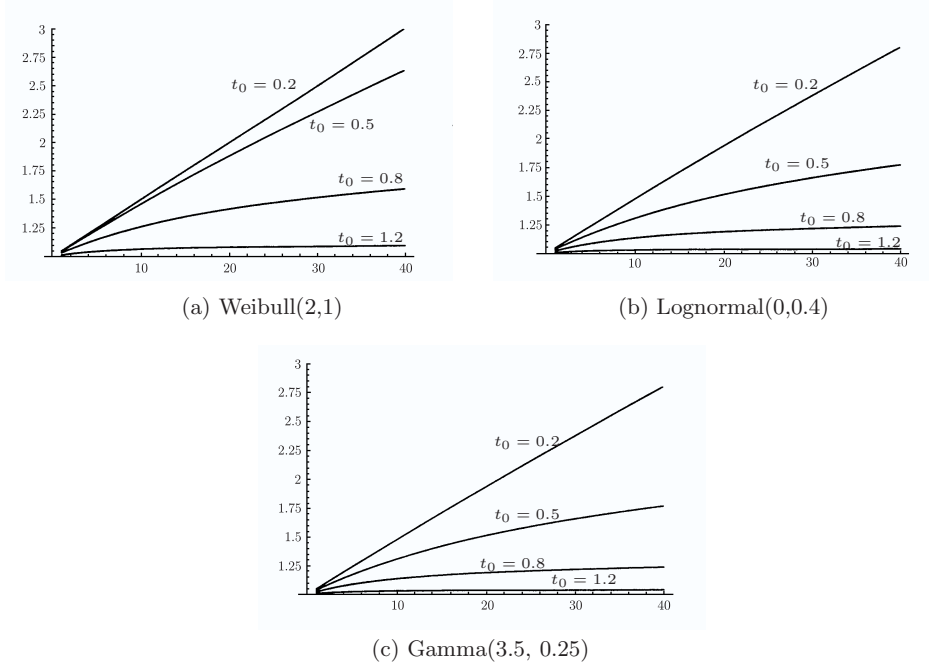 3
2.75
2.5
2.25
2
1.75
1.5
1.25
t₀ = 0.2
t₀ = 0.5
t₀ = 0.8
t₀ = 1.2
10 20 30 40
(a) Weibull(2,1)
3
2.75
2.5
2.25
2
1.75
1.5
1.25
t₀ = 0.2
t₀ = 0.5
t₀ = 0.8
t₀ = 1.2
10 20 30 40
(b) Lognormal(0,0.4)
3
2.75
2.5
2.25
2
1.75
1.5
1.25
t₀ = 0.2
t₀ = 0.5
t₀ = 0.8
t₀ = 1.2
10 20 30 40
(c) Gamma(3.5, 0.25)